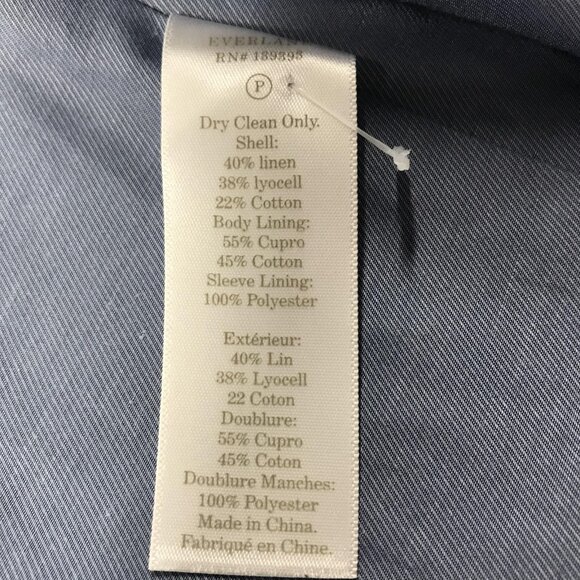 EVERLANE
RN# 139393
P
Dry Clean Only.
Shell:
40% linen
38% lyocell
22% Cotton
Body Lining:
55% Cupro
45% Cotton
Sleeve Lining:
100% Polyester
Extérieur:
40% Lin
38% Lyocell
22 Coton
Doublure:
55% Cupro
45% Coton
Doublure Manches:
100% Polyester
Made in China.
Fabriqué en Chine.